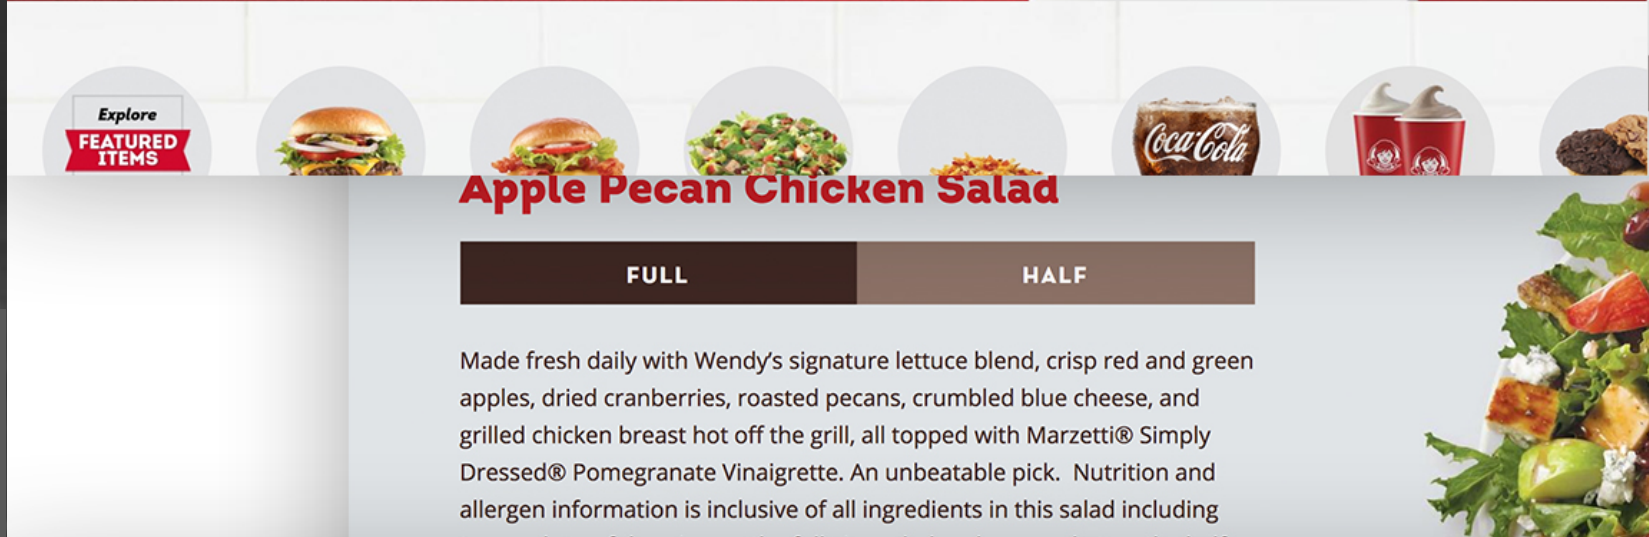 Explore
FEATURED
ITEMS
Coca-Cola
Apple Pecan Chicken Salad
FULL
HALF
Made fresh daily with Wendy’s signature lettuce blend, crisp red and green
apples, dried cranberries, roasted pecans, crumbled blue cheese, and
grilled chicken breast hot off the grill, all topped with Marzetti® Simply
Dressed® Pomegranate Vinaigrette. An unbeatable pick.  Nutrition and
allergen information is inclusive of all ingredients in this salad including